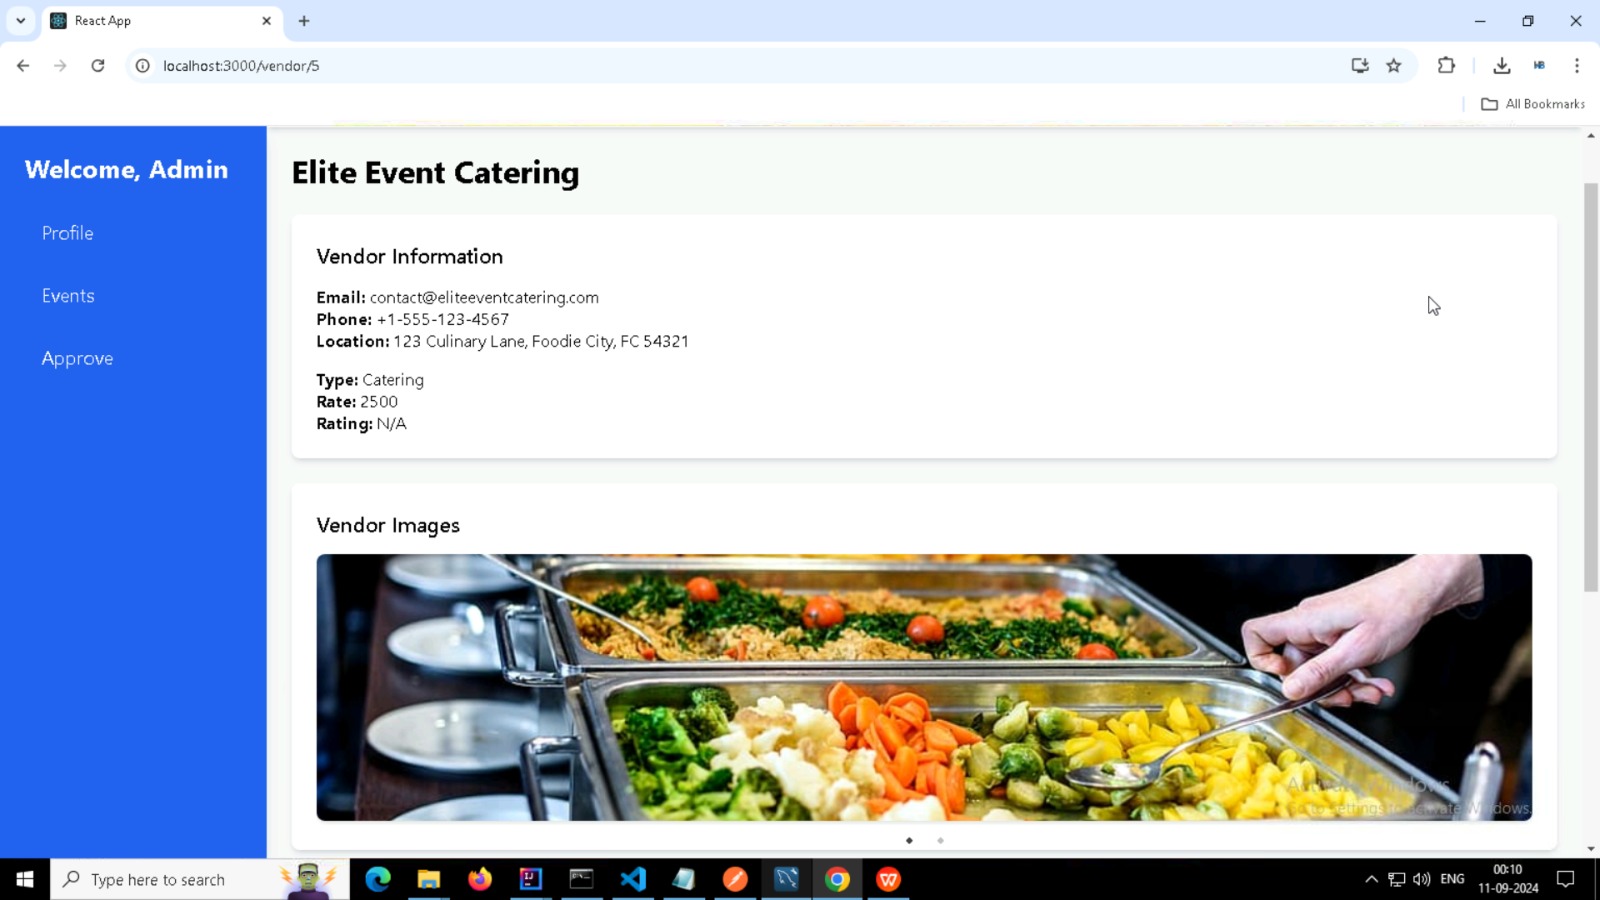 React App
localhost:3000/vendor/5
All Bookmarks
Welcome, Admin
Profile
Events
Approve
Elite Event Catering
Vendor Information
Email: contact@eliteeventcatering.com
Phone: +1-555-123-4567
Location: 123 Culinary Lane, Foodie City, FC 54321
Type: Catering
Rate: 2500
Rating: N/A
Vendor Images
Activate Windows
Go to Settings to activate Windows.
Type here to search
ENG
00:10
11-09-2024